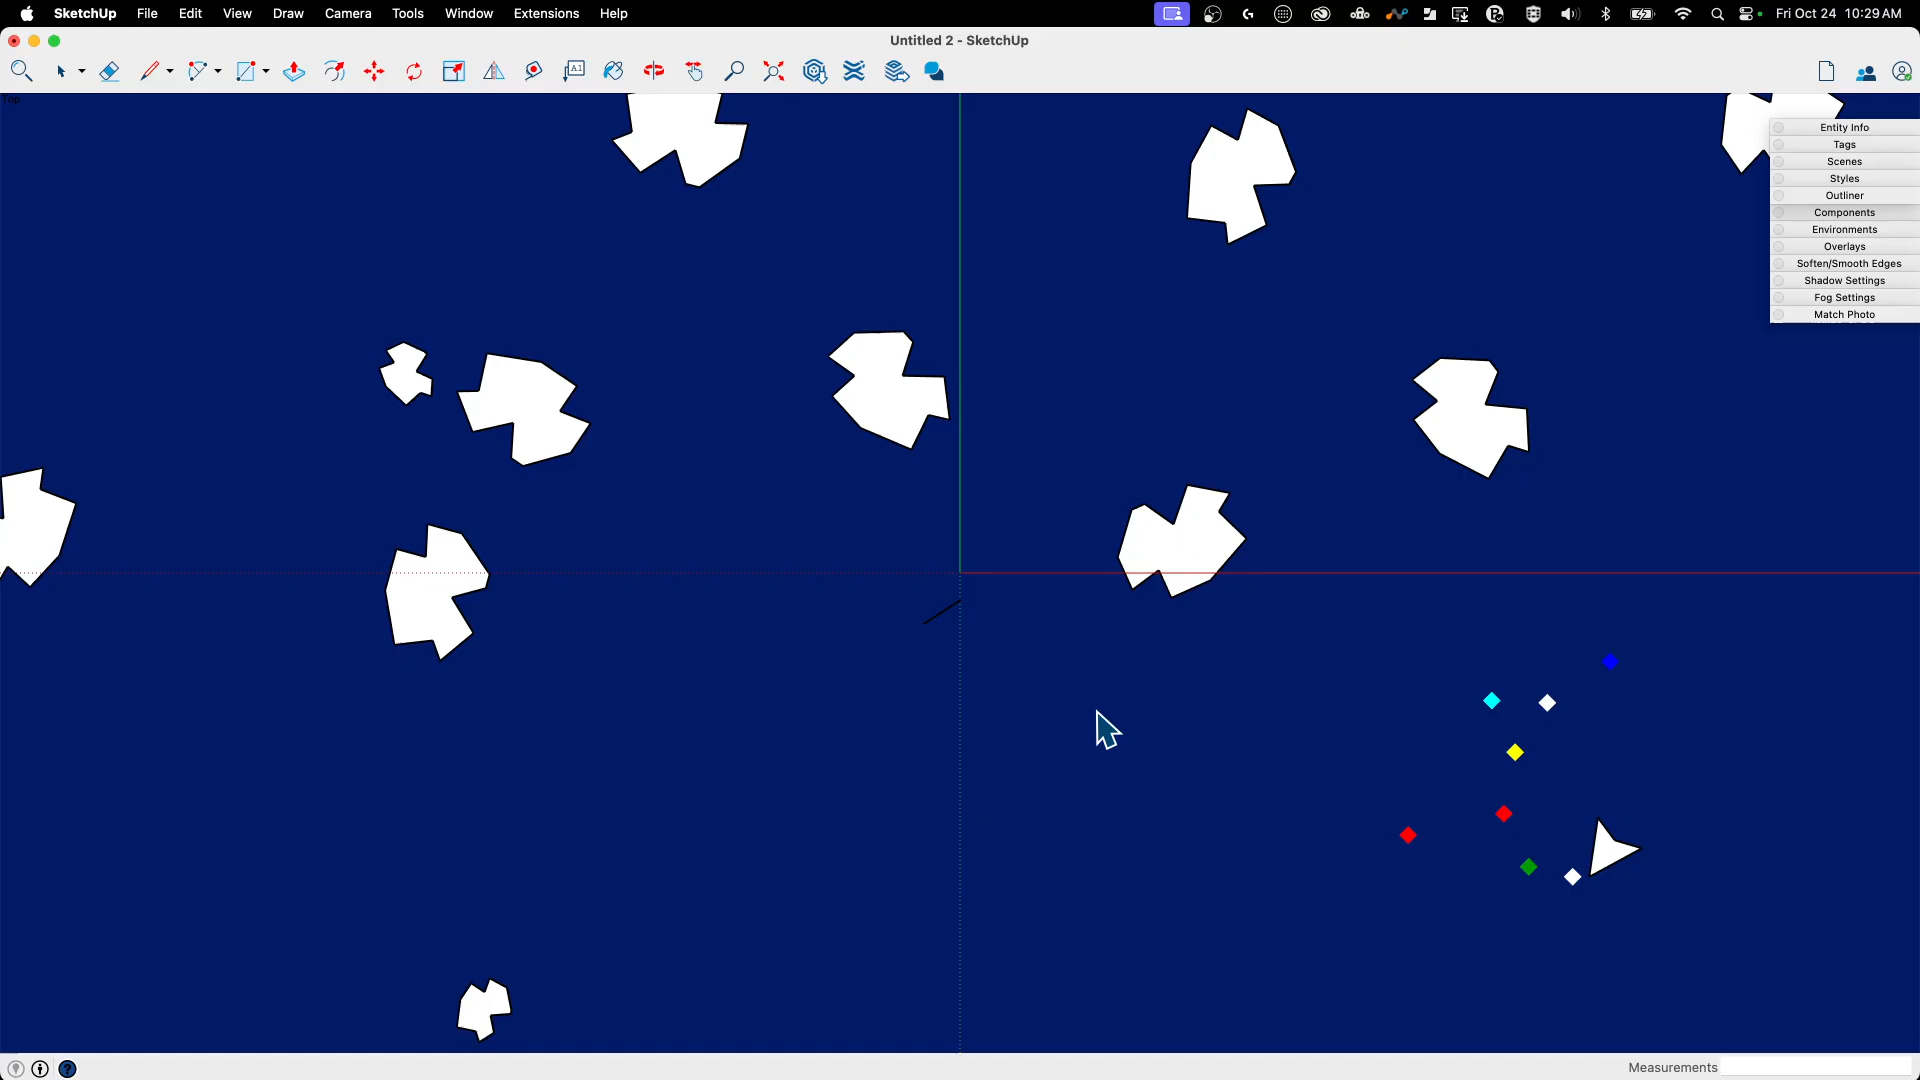 SketchUp File Edit View Draw Camera Tools Window Extensions Help Fri Oct 24 10:29 AM
Untitled 2 - SketchUp
A1
Top
Entity Info
Tags
Scenes
Styles
Outliner
Components
Environments
Overlays
Soften/Smooth Edges
Shadow Settings
Fog Settings
Match Photo
Measurements